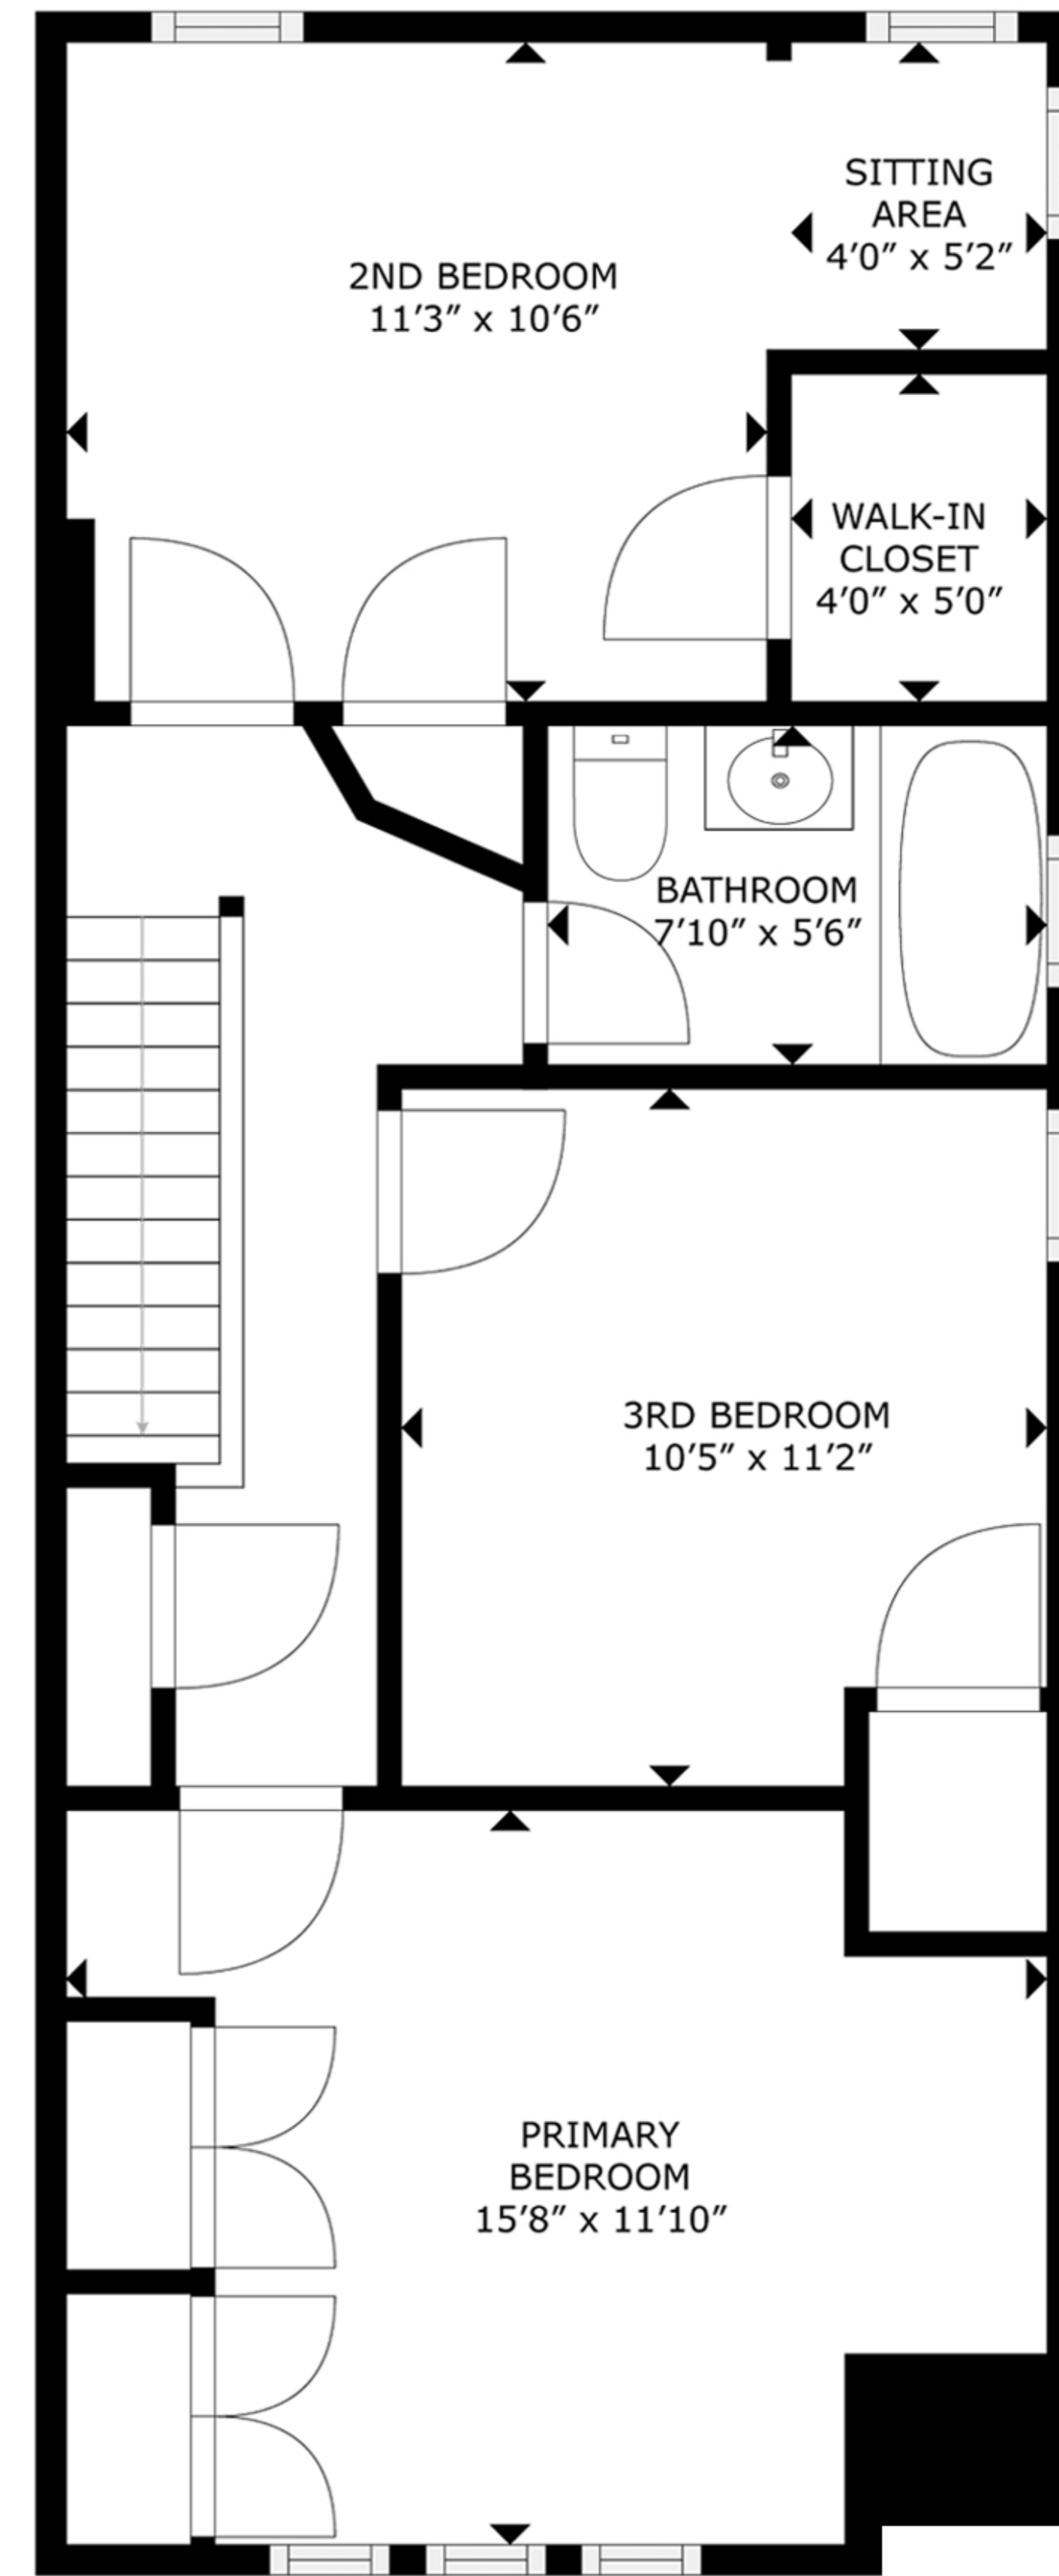 SITTING
AREA
4’0” x 5’2”
2ND BEDROOM
11’3” x 10’6”
WALK-IN
CLOSET
4’0” x 5’0”
BATHROOM
7’10” x 5’6”
3RD BEDROOM
10’5” x 11’2”
PRIMARY
BEDROOM
15’8” x 11’10”